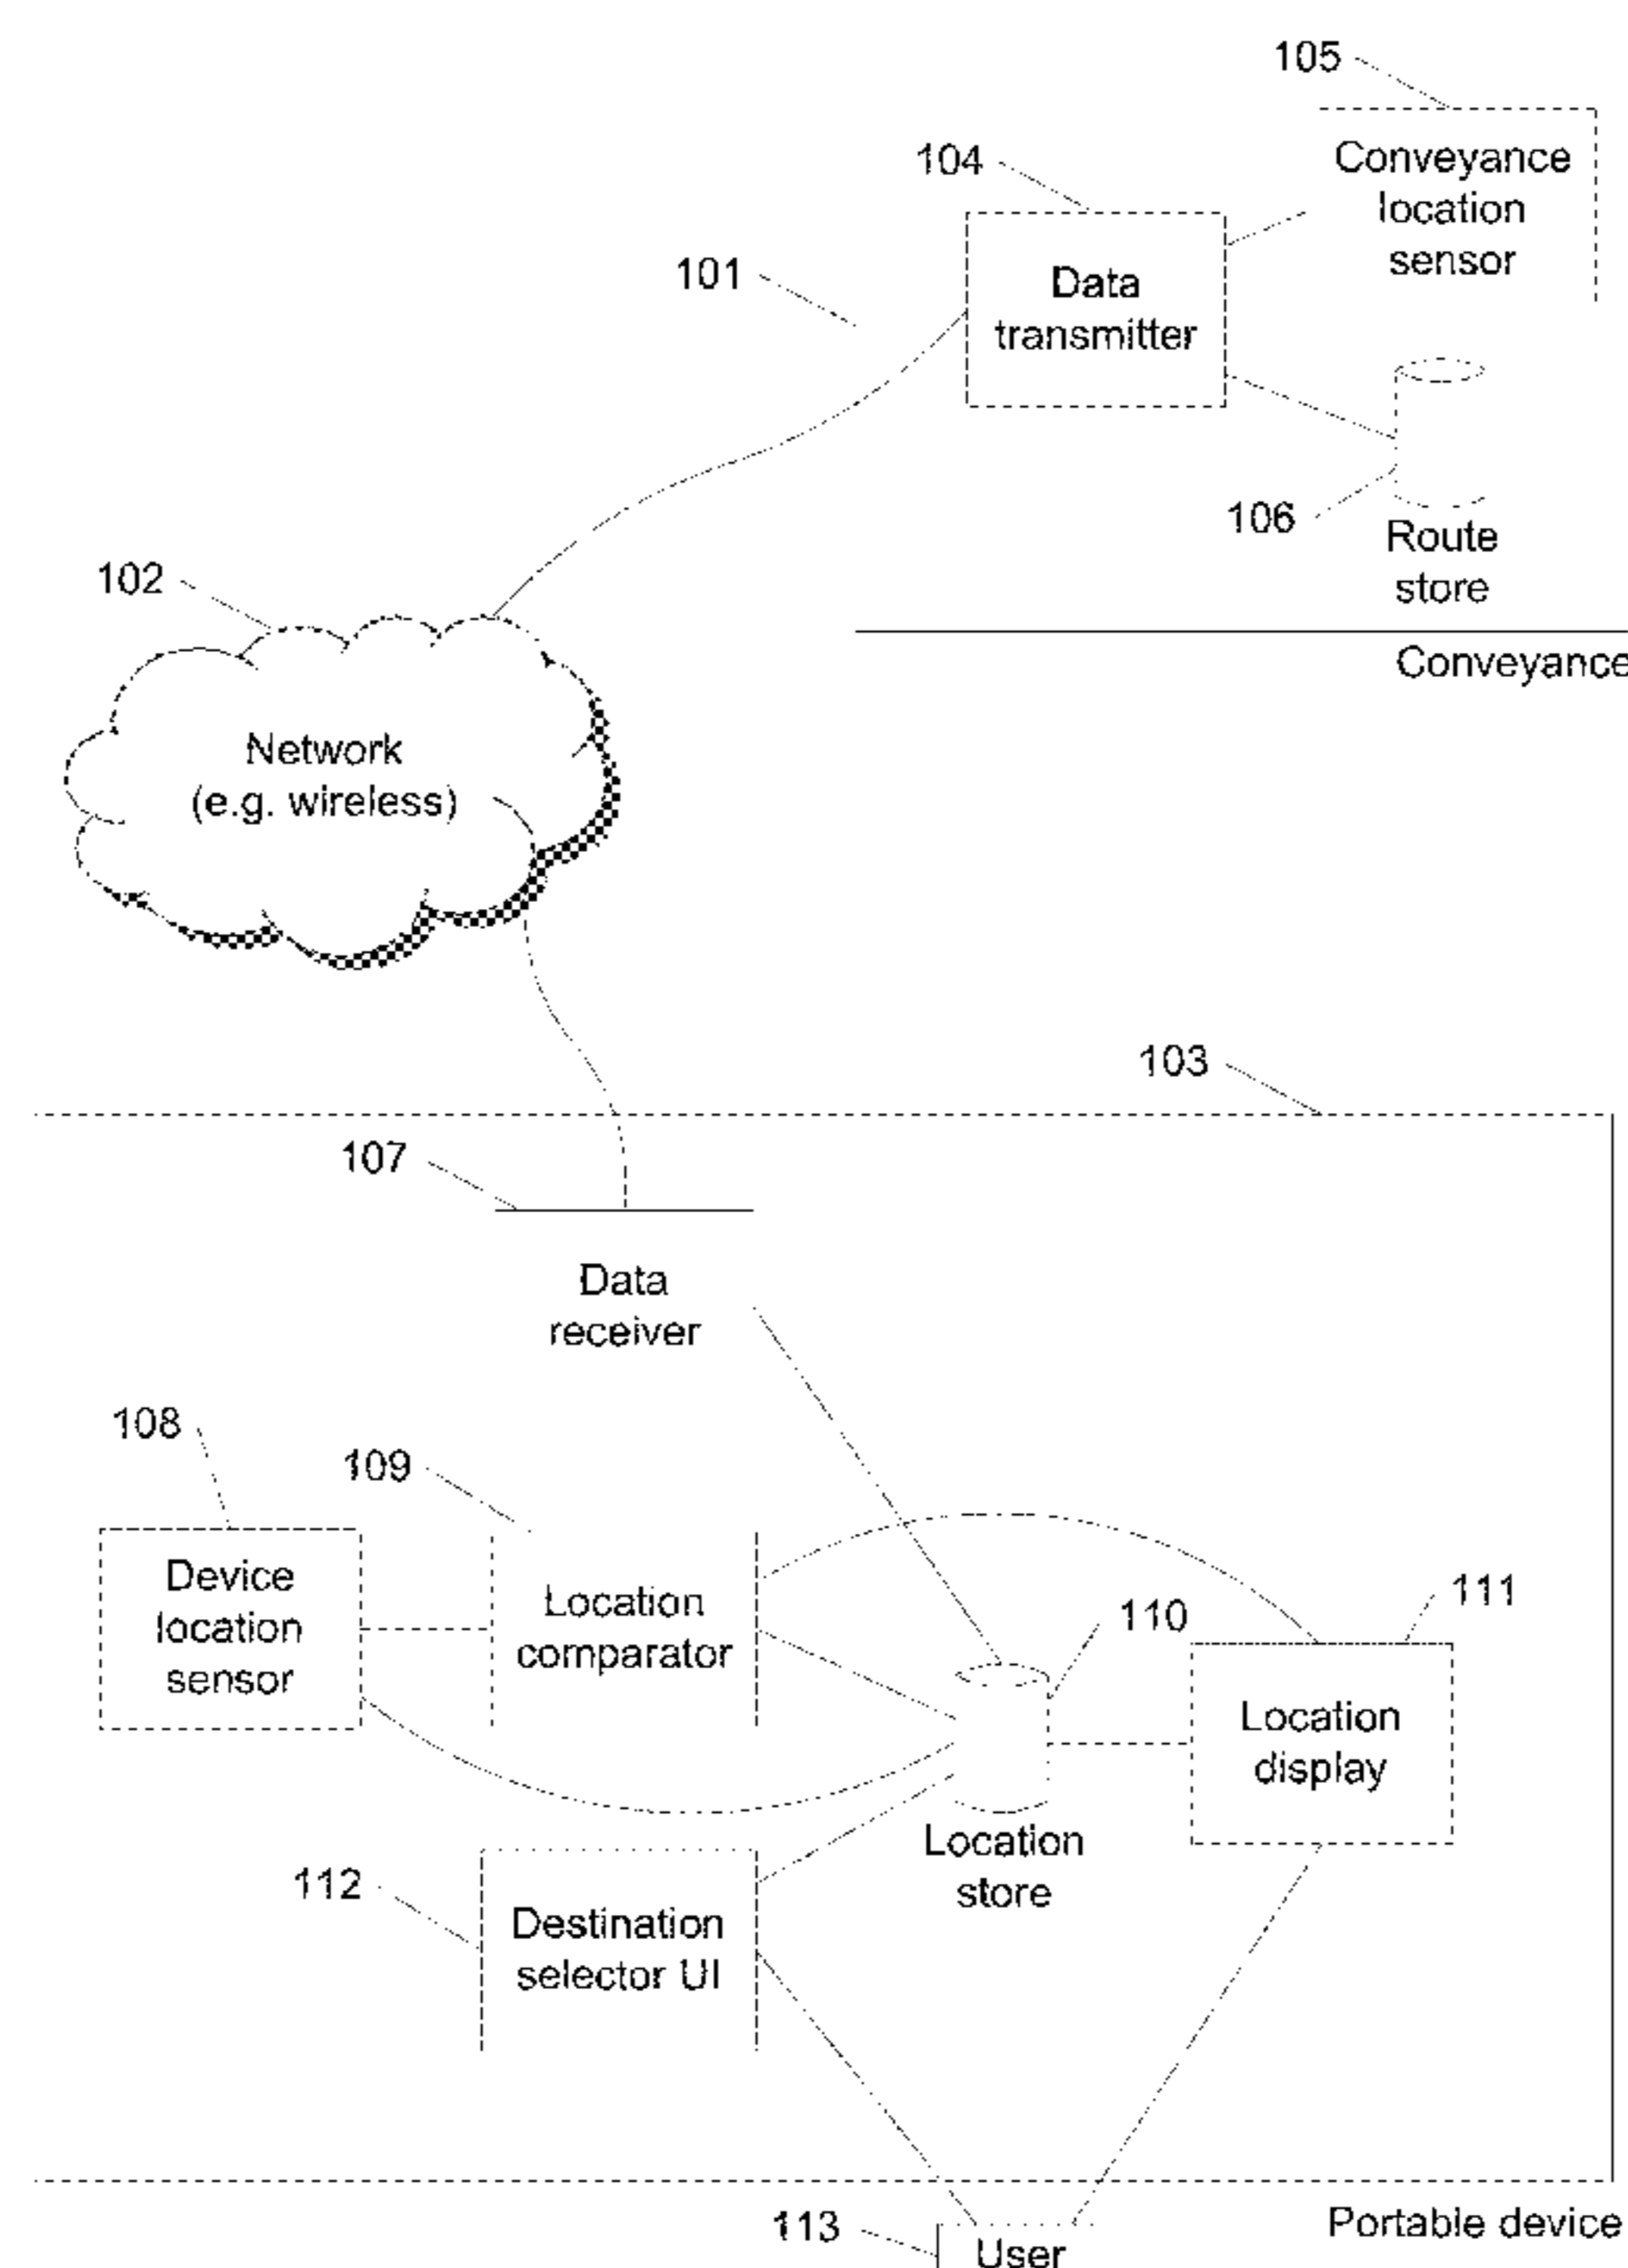 105
Conveyance
location
sensor
104
Data
transmitter
101
106
Route
store
102
Conveyance
Network
(e.g. wireless)
103
107
Data
receiver
108
109
Device
location
sensor
Location
comparator
110
111
Location
display
Location
store
112
Destination
selector UI
Portable device
113
User